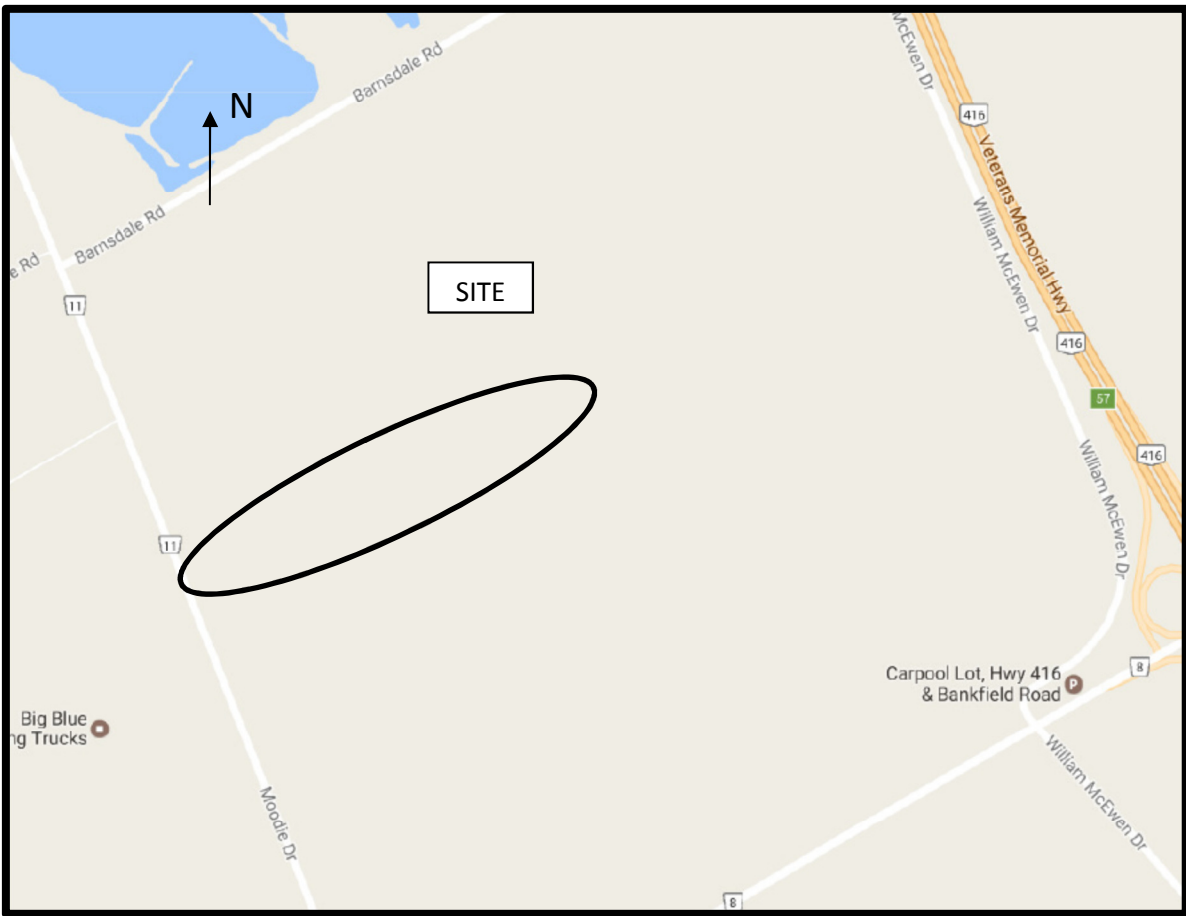 McEwen Dr
Barnsdale Rd
N
416
Veterans Memorial Hwy
Barnsdale Rd
William McEwen Dr
e Rd
SITE
11
416
57
416
William McEwen Dr
11
8
Carpool Lot, Hwy 416
& Bankfield Road
P
Big Blue
ng Trucks
William McEwen Dr
Moodie Dr
8